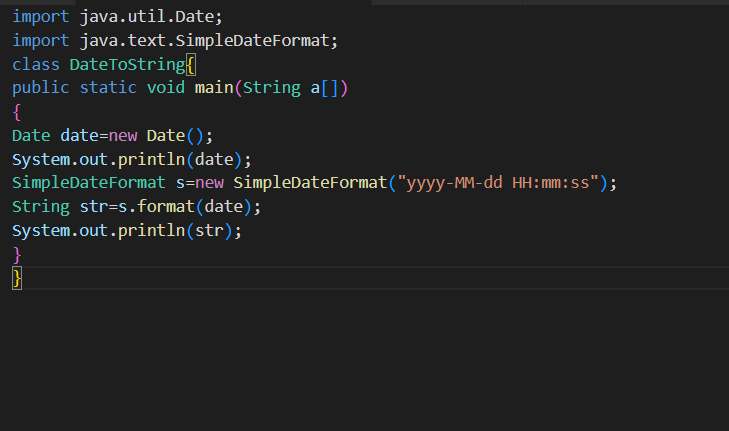 import java.util.Date;
import java.text.SimpleDateFormat;
class DateToString{
public static void main(String a[])
{
Date date=new Date();
System.out.println(date);
SimpleDateFormat s=new SimpleDateFormat("yyyy-MM-dd HH:mm:ss");
String str=s.format(date);
System.out.println(str);
}
}